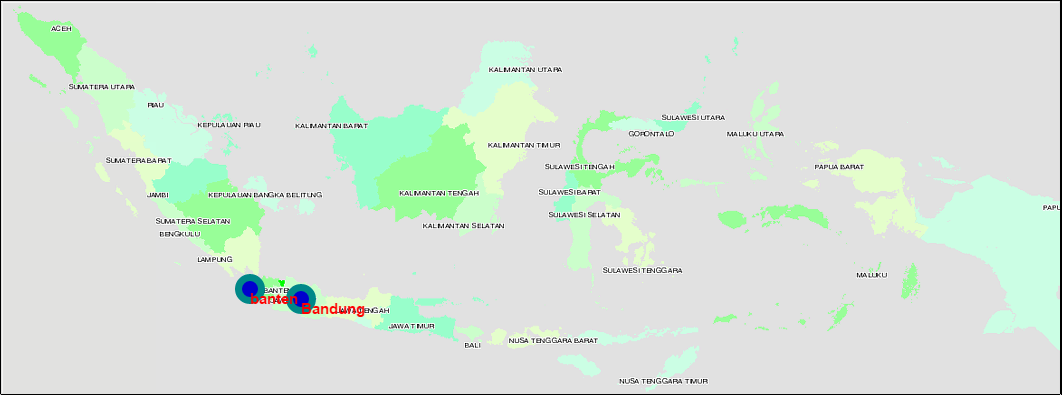 ACEH
SUMATERA UTARA
KALIMANTAN UTARA
RIAU
KEPULAUAN RIAU
KALIMANTAN BARAT
SULAWESI UTARA
GORONTALO
MALUKU UTARA
KALIMANTAN TIMUR
SUMATERA BARAT
SULAWESI TENGAH
PAPUA BARAT
JAMBI
KEPULAUAN BANGKA BELITUNG
KALIMANTAN TENGAH
SULAWESI BARAT
PAPU
SUMATERA SELATAN
SULAWESI SELATAN
BENGKULU
KALIMANTAN SELATAN
LAMPUNG
SULAWESI TENGGARA
MALUKU
BANTEN
banten
Bandung
TENGAH
JAWA TIMUR
BALI
NUSA TENGGARA BARAT
NUSA TENGGARA TIMUR